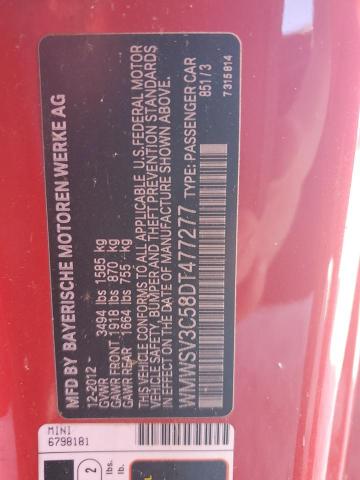 MFD BY BAYERISCHE MOTOREN WERKE AG
12-2012
GVWR 3494 lbs 1585 kg
GAWR FRONT 1918 lbs 870 kg
GAWR REAR 1664 lbs 755 kg
THIS VEHICLE CONFORMS TO ALL APPLICABLE U.S. FEDERAL MOTOR
VEHICLE SAFETY, BUMPER AND THEFT PREVENTION STANDARDS
IN EFFECT ON THE DATE OF MANUFACTURE SHOWN ABOVE.
WMWSV3C58DT477277 TYPE: PASSENGER CAR
851/3
7315814
MINI
6798181
2
lbs.
lb.